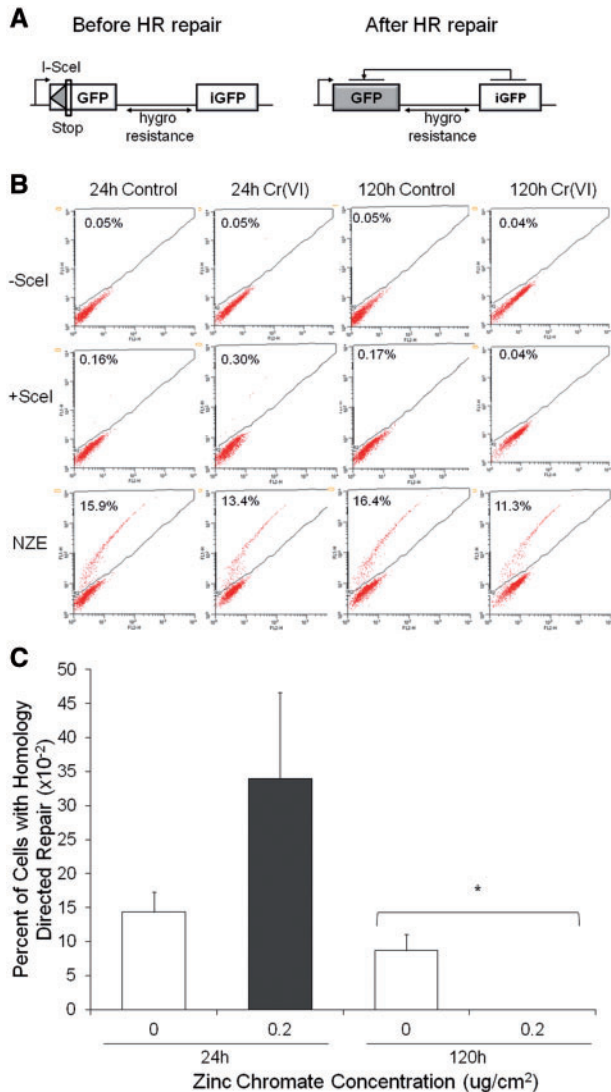 A
Before HR repair
After HR repair
I-SceI
GFP
iGFP
Stop
hygro
resistance
GFP
iGFP
hygro
resistance
B
24h Control
24h Cr(VI)
120h Control
120h Cr(VI)
-SceI
0.05%
0.05%
0.05%
0.04%
+SceI
0.16%
0.30%
0.17%
0.04%
NZE
15.9%
13.4%
16.4%
11.3%
C
Percent of Cells with Homology
Directed Repair (x10-2)
50
45
40
35
30
25
20
15
10
5
0
*
0
0.2
0
0.2
24h
120h
Zinc Chromate Concentration (ug/cm2)